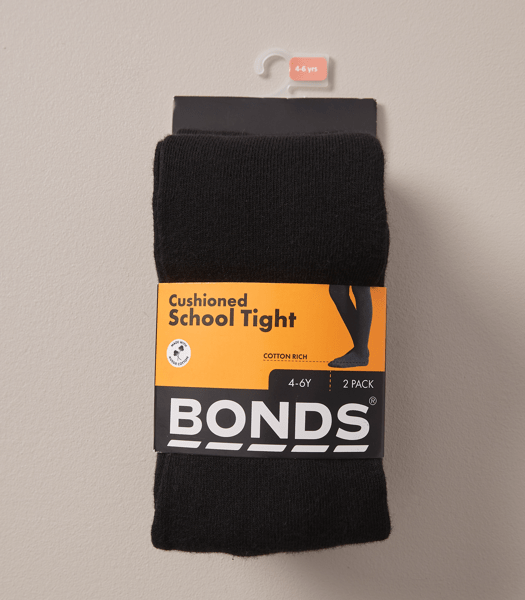 4-6 yrs
Cushioned
School Tight
COTTON RICH
4-6Y
2 PACK
BONDS®